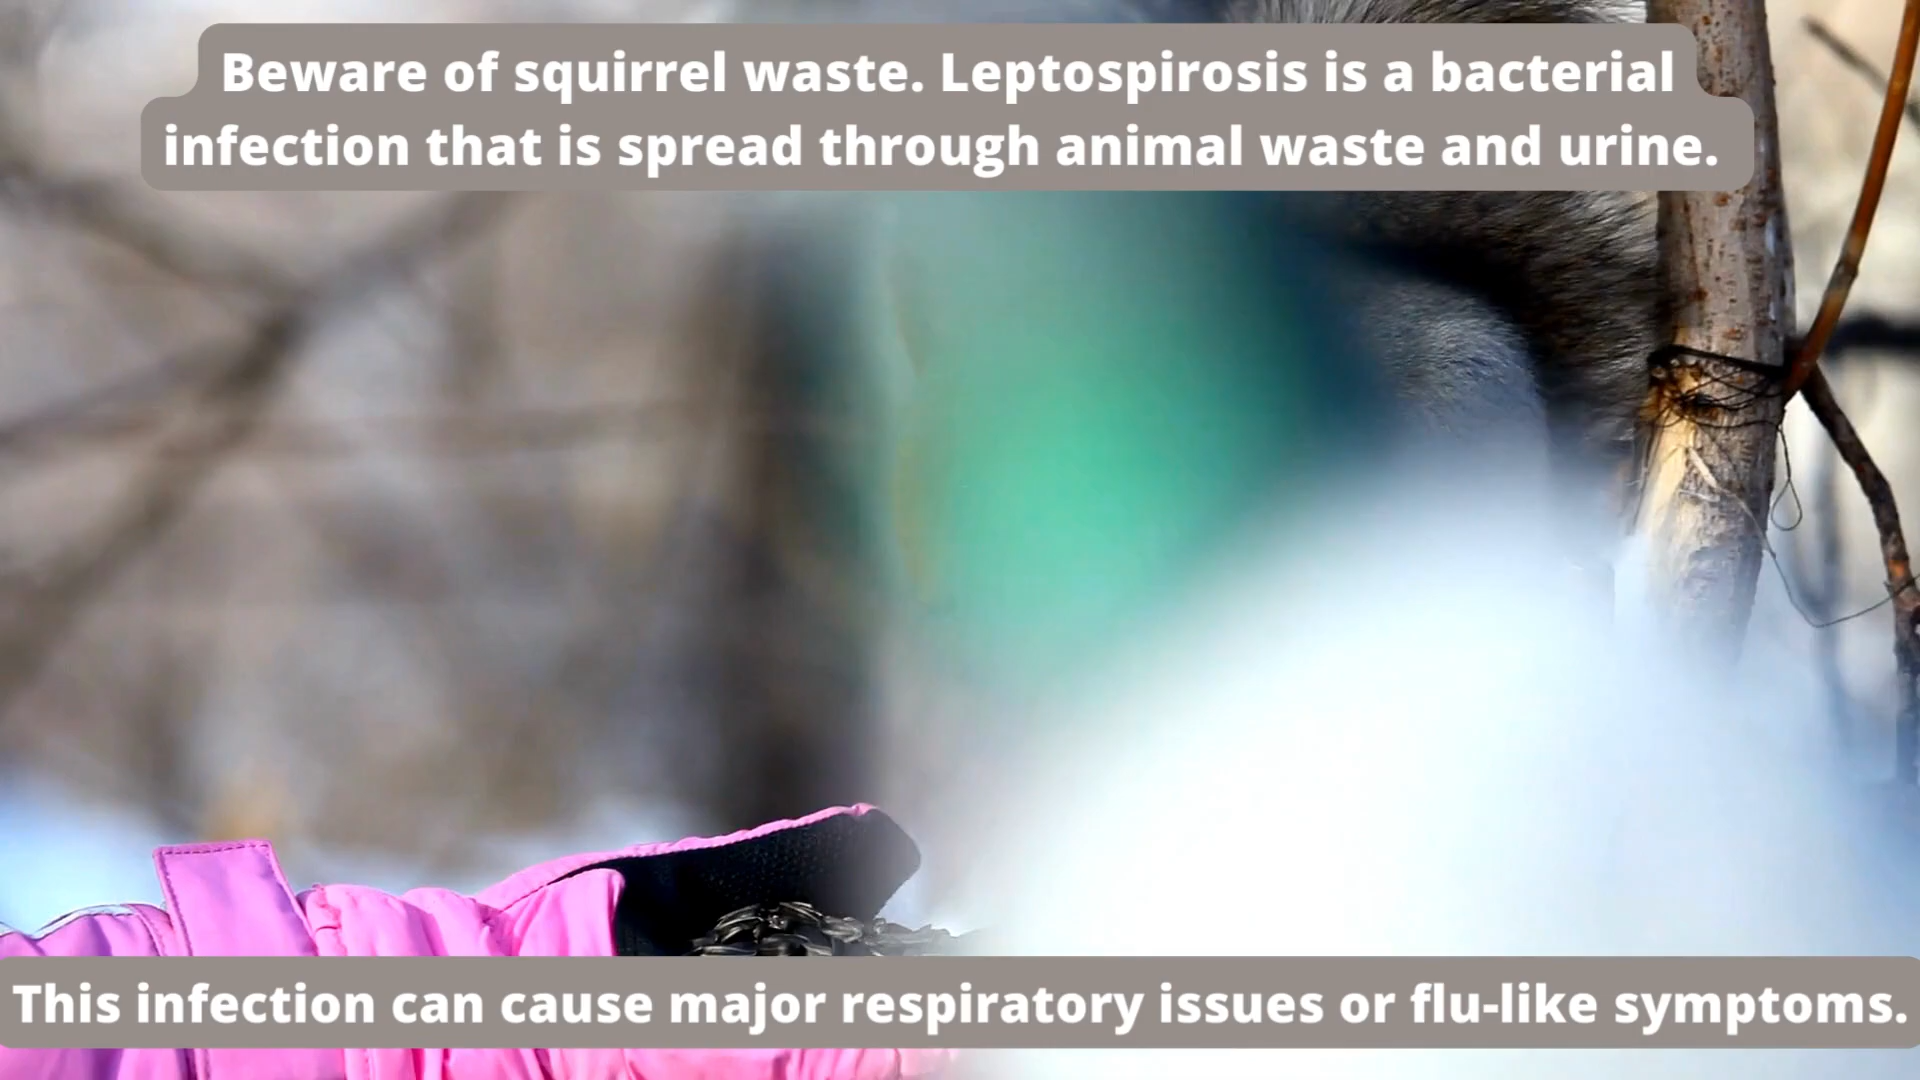 Beware of squirrel waste. Leptospirosis is a bacterial
infection that is spread through animal waste and urine.
This infection can cause major respiratory issues or flu-like symptoms.